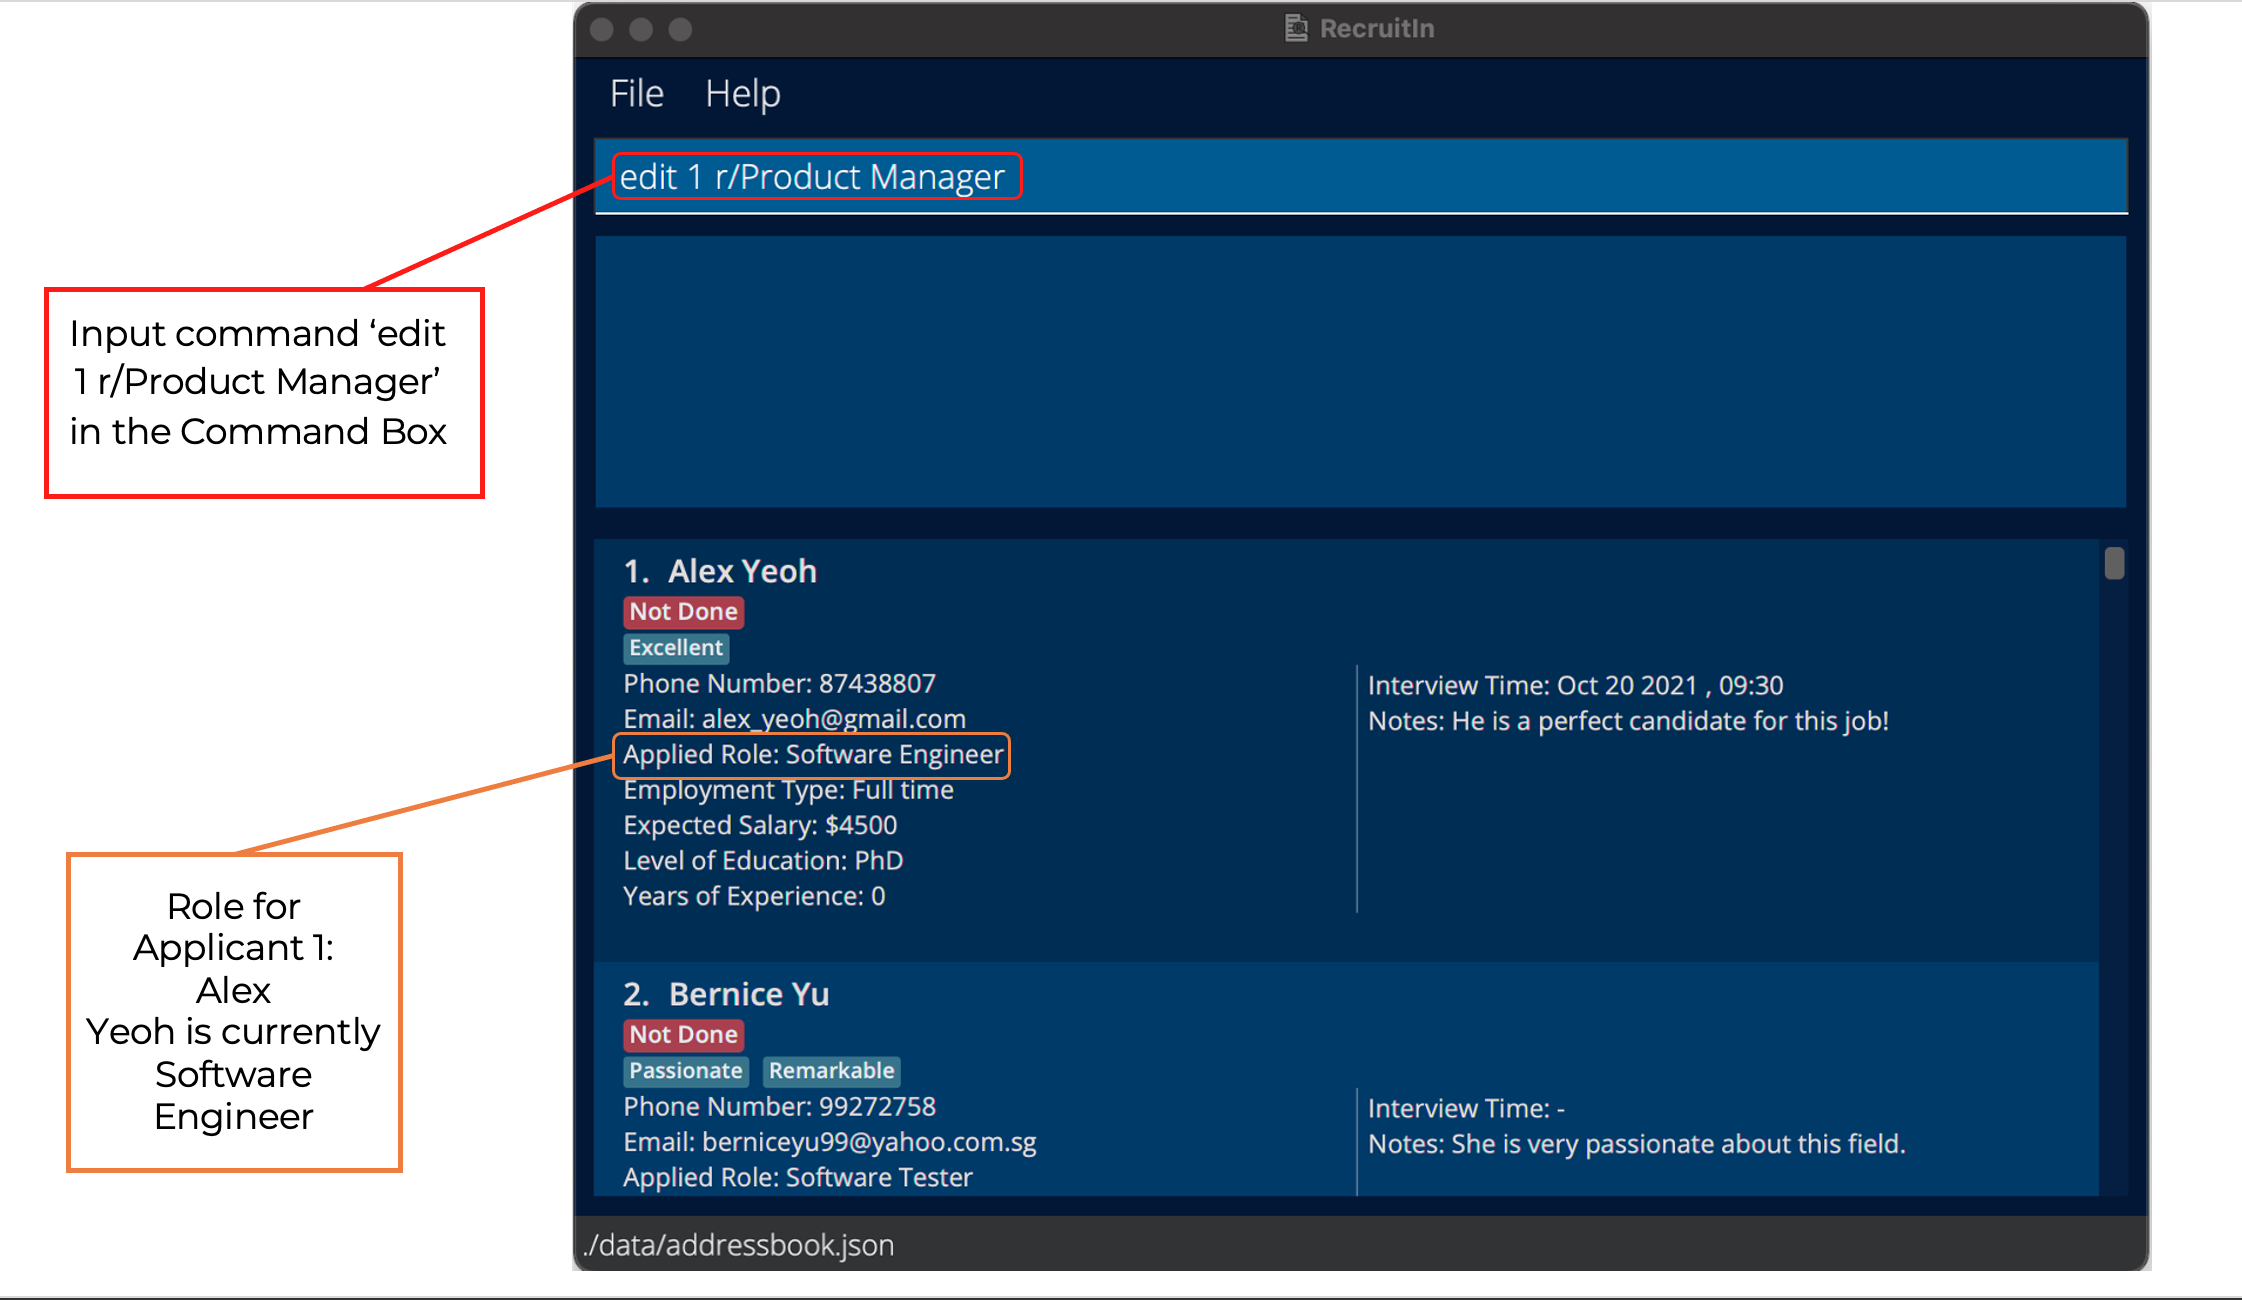 RecruitIn
File Help
edit 1 r/Product Manager
Input command ‘edit
1 r/Product Manager’
in the Command Box
1. Alex Yeoh
Not Done
Excellent
Phone Number: 87438807
Email: alex_yeoh@gmail.com
Applied Role: Software Engineer
Employment Type: Full time
Expected Salary: $4500
Level of Education: PhD
Years of Experience: 0
Interview Time: Oct 20 2021 , 09:30
Notes: He is a perfect candidate for this job!
Role for
Applicant 1:
Alex
Yeoh is currently
Software
Engineer
2. Bernice Yu
Not Done
Passionate Remarkable
Phone Number: 99272758
Email: berniceyu99@yahoo.com.sg
Applied Role: Software Tester
Interview Time: -
Notes: She is very passionate about this field.
./data/addressbook.json